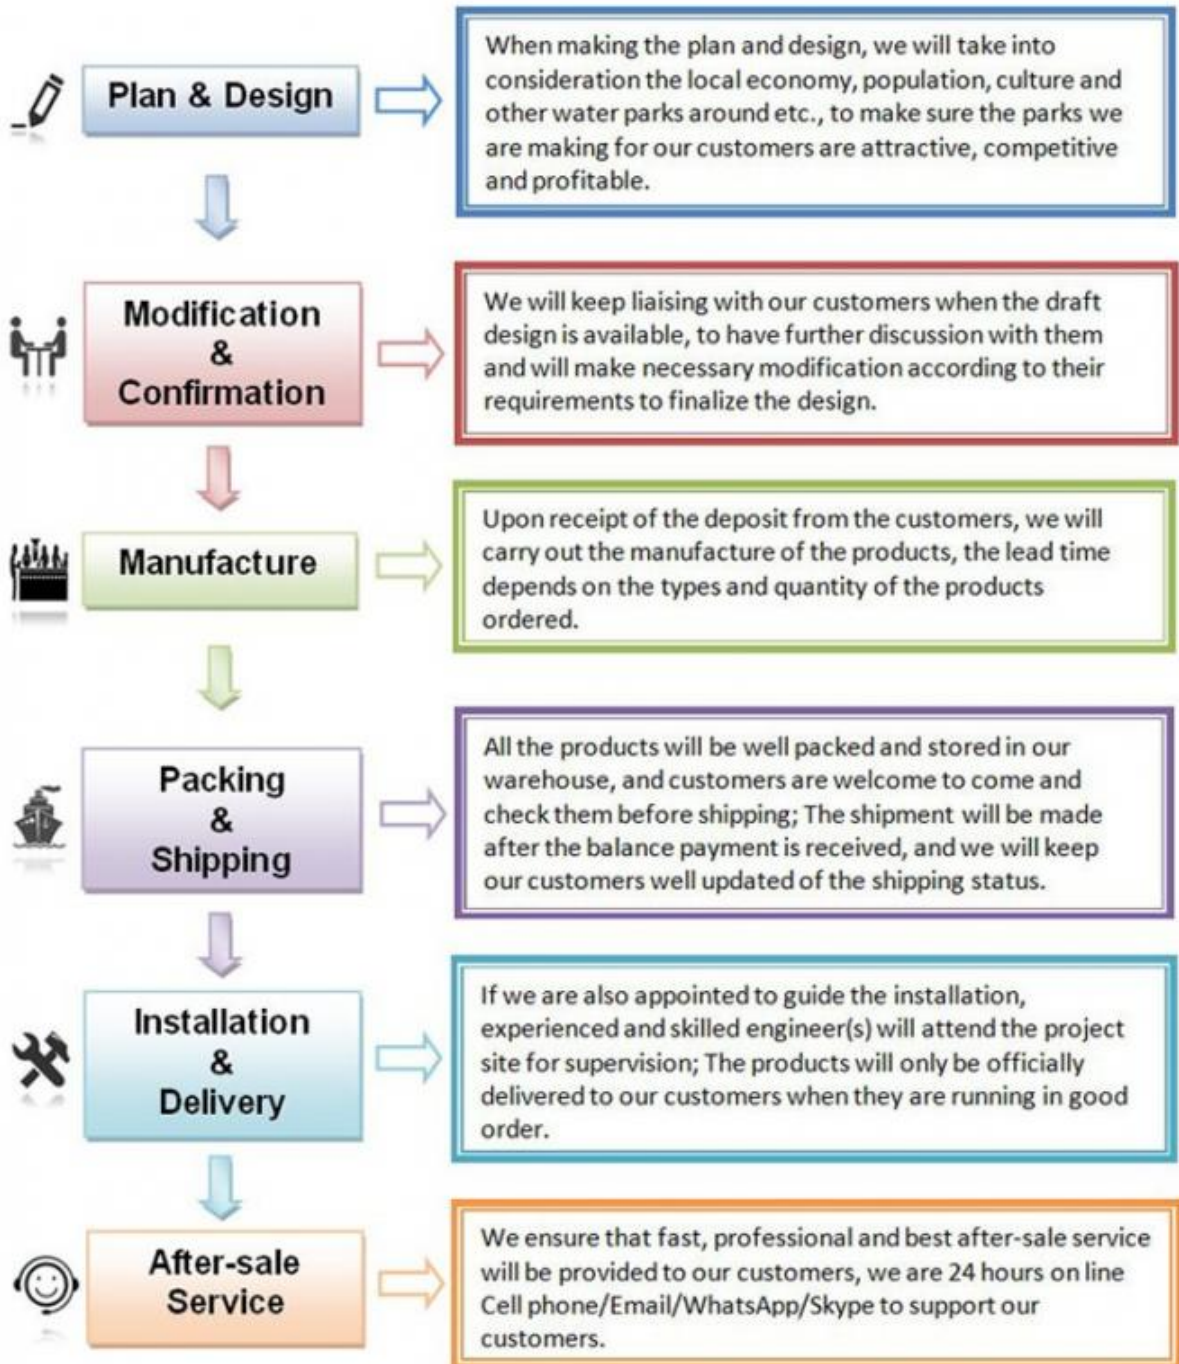 Plan & Design
When making the plan and design, we will take into
consideration the local economy, population, culture and
other water parks around etc., to make sure the parks we
are making for our customers are attractive, competitive
and profitable.
Modification
&
Confirmation
We will keep liaising with our customers when the draft
design is available, to have further discussion with them
and will make necessary modification according to their
requirements to finalize the design.
Manufacture
Upon receipt of the deposit from the customers, we will
carry out the manufacture of the products, the lead time
depends on the types and quantity of the products
ordered.
Packing
&
Shipping
All the products will be well packed and stored in our
warehouse, and customers are welcome to come and
check them before shipping; The shipment will be made
after the balance payment is received, and we will keep
our customers well updated of the shipping status.
Installation
&
Delivery
If we are also appointed to guide the installation,
experienced and skilled engineer(s) will attend the project
site for supervision; The products will only be officially
delivered to our customers when they are running in good
order.
After-sale
Service
We ensure that fast, professional and best after-sale service
will be provided to our customers, we are 24 hours on line
Cell phone/Email/WhatsApp/Skype to support our
customers.